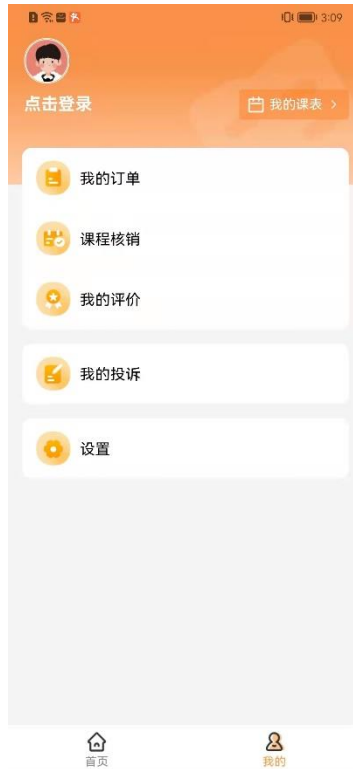 3:09
点击登录
我的课表
我的订单
课程核销
我的评价
我的投诉
设置
首页
我的